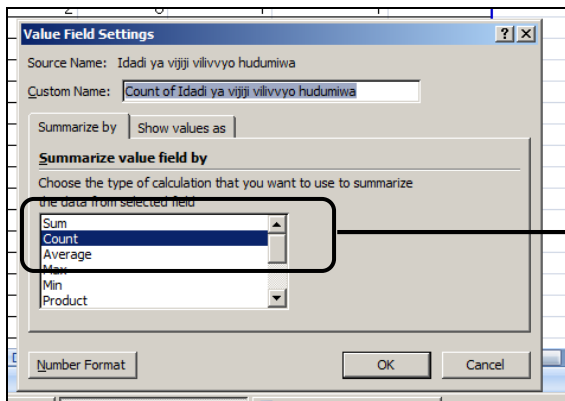 Value Field Settings
Source Name: Idadi ya vijiji vilivvyo hudumiwa
Custom Name: Count of Idadi ya vijiji vilivvyo hudumiwa
Summarize by Show values as
Summarize value field by
Choose the type of calculation that you want to use to summarize
the data from selected field
Sum
Count
Average
Max
Min
Product
Number Format OK Cancel